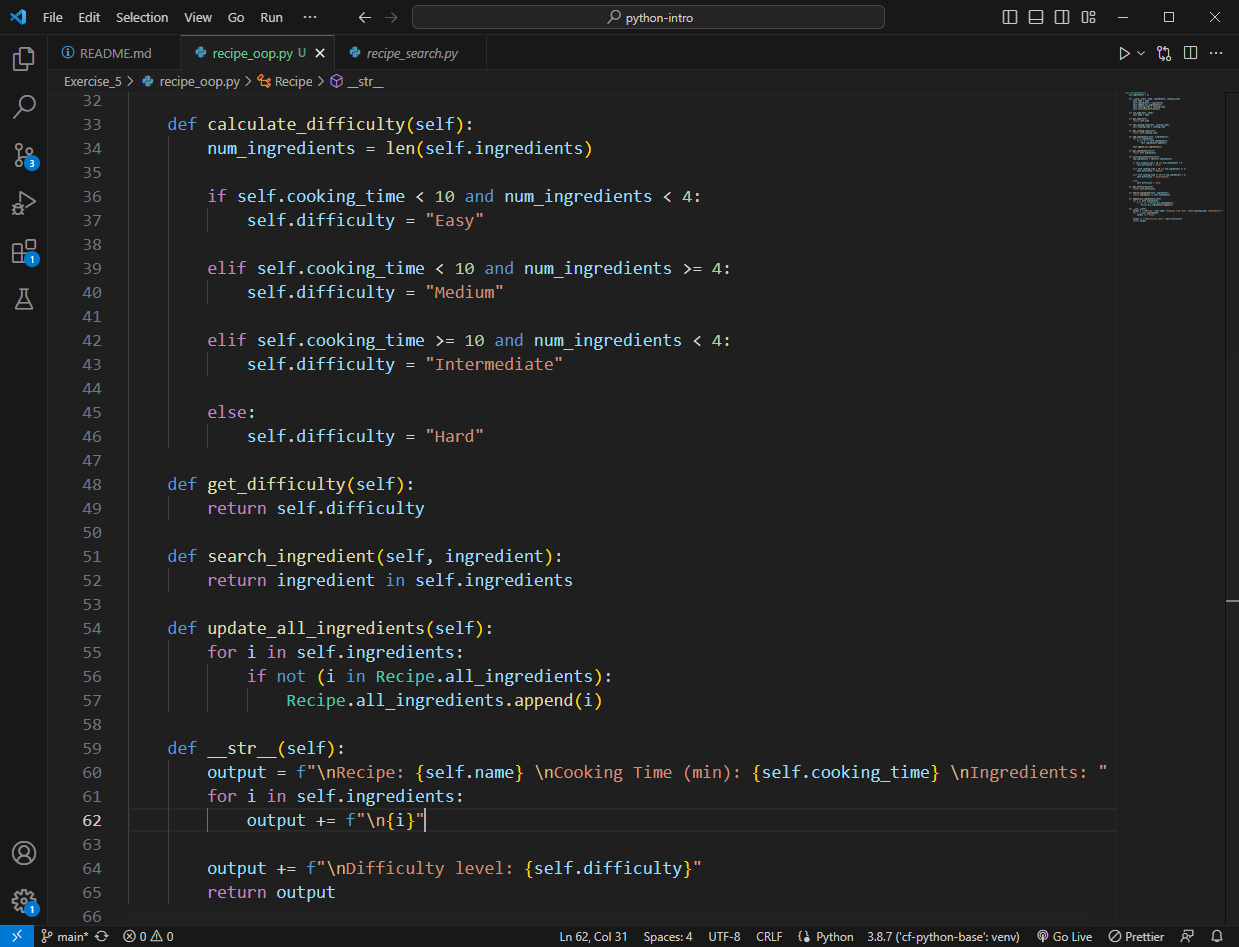 File Edit Selection View Go Run ··· python-intro
README.md recipe_oop.py U recipe_search.py
Exercise_5 > recipe_oop.py > Recipe > __str__
32
33 def calculate_difficulty(self):
34 num_ingredients = len(self.ingredients)
35
36 if self.cooking_time < 10 and num_ingredients < 4:
37 self.difficulty = "Easy"
38
39 elif self.cooking_time < 10 and num_ingredients >= 4:
40 self.difficulty = "Medium"
41
42 elif self.cooking_time >= 10 and num_ingredients < 4:
43 self.difficulty = "Intermediate"
44
45 else:
46 self.difficulty = "Hard"
47
48 def get_difficulty(self):
49 return self.difficulty
50
51 def search_ingredient(self, ingredient):
52 return ingredient in self.ingredients
53
54 def update_all_ingredients(self):
55 for i in self.ingredients:
56 if not (i in Recipe.all_ingredients):
57 Recipe.all_ingredients.append(i)
58
59 def __str__(self):
60 output = f"\nRecipe: {self.name} \nCooking Time (min): {self.cooking_time} \nIngredients: "
61 for i in self.ingredients:
62 output += f"\n{i}"
63
64 output += f"\nDifficulty level: {self.difficulty}"
65 return output
66
3
1
1
main* 0 0 Ln 62, Col 31 Spaces: 4 UTF-8 CRLF Python 3.8.7 ('cf-python-base': venv) Go Live Prettier